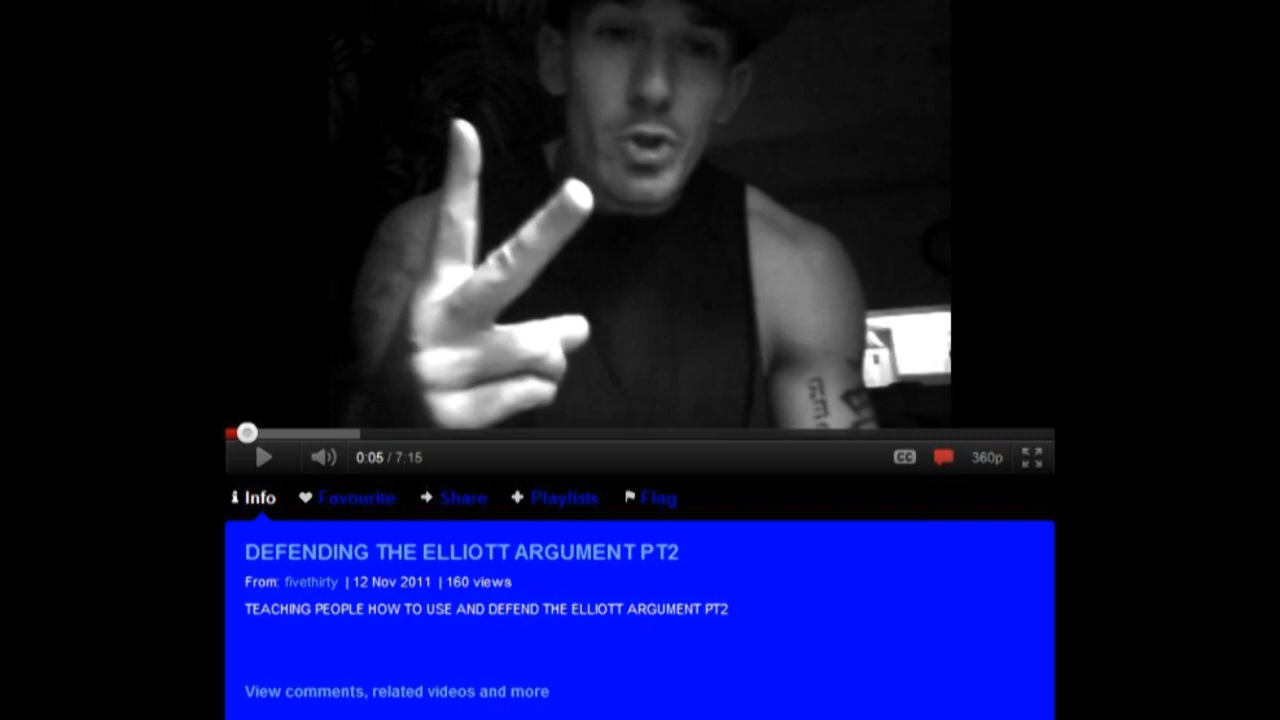 0:05 / 7:15 CC 360p
Info Favourite Share Playlists Flag
DEFENDING THE ELLIOTT ARGUMENT PT2
From: fivethirty | 12 Nov 2011 | 160 views
TEACHING PEOPLE HOW TO USE AND DEFEND THE ELLIOTT ARGUMENT PT2
View comments, related videos and more